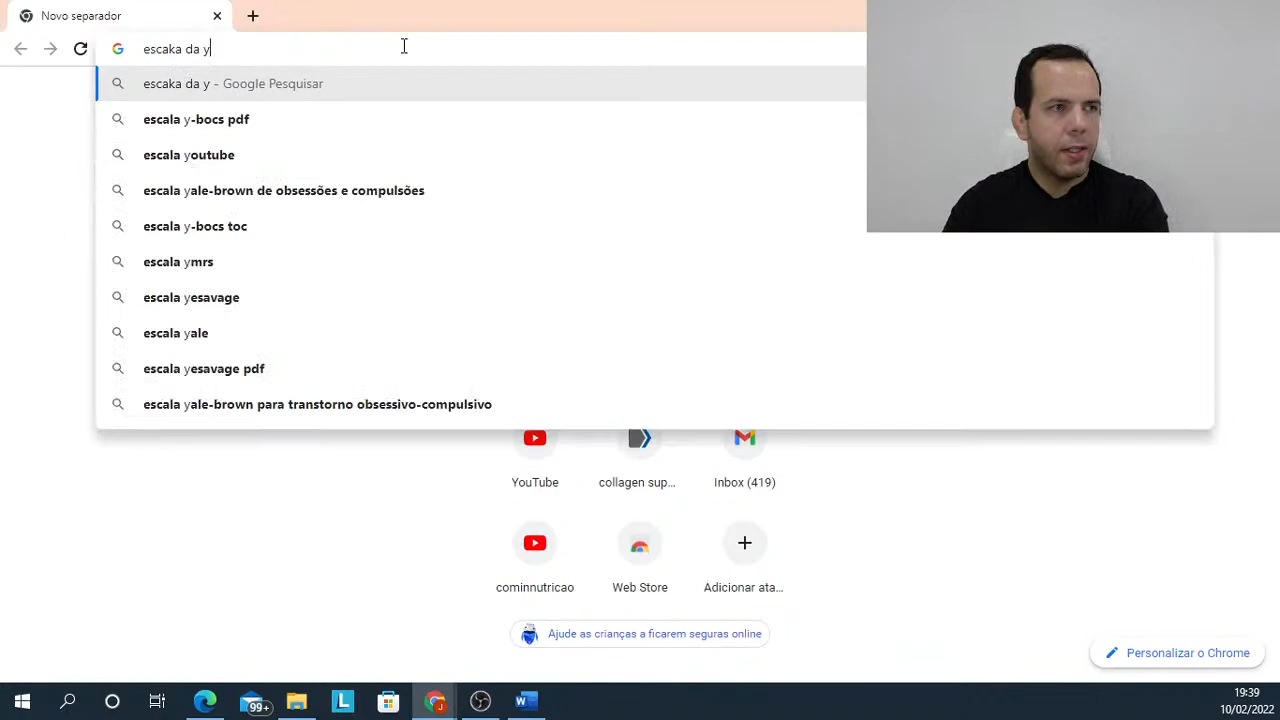 Novo separador
escaka da y
escaka da y - Google Pesquisar
escala y-bocs pdf
escala youtube
escala yale-brown de obsessões e compulsões
escala y-bocs toc
escala ymrs
escala yesavage
escala yale
escala yesavage pdf
escala yale-brown para transtorno obsessivo-compulsivo
YouTube
collagen sup...
Inbox (419)
cominnutricao
Web Store
Adicionar ata...
Ajude as crianças a ficarem seguras online
Personalizar o Chrome
99+
J
L
W
19:39
10/02/2022